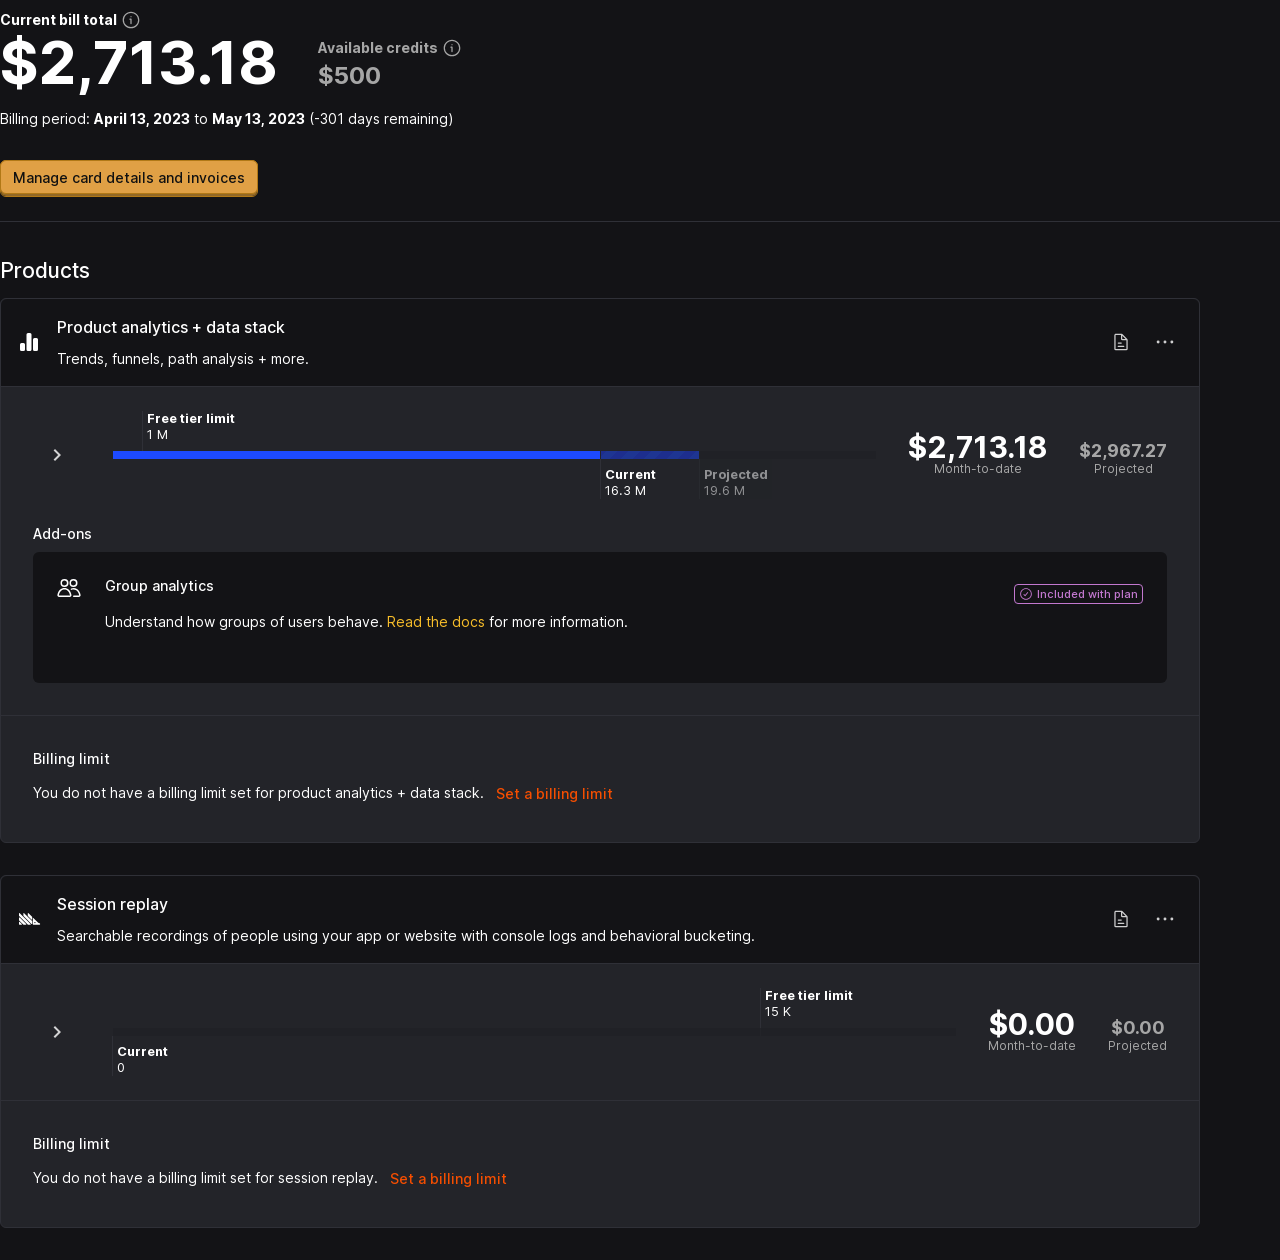 Current bill total
$2,713.18
Available credits
$500
Billing period: April 13, 2023 to May 13, 2023 (-301 days remaining)
Manage card details and invoices
Products
Product analytics + data stack
Trends, funnels, path analysis + more.
Free tier limit
1 M
Current
16.3 M
Projected
19.6 M
$2,713.18
Month-to-date
$2,967.27
Projected
Add-ons
Group analytics
Included with plan
Understand how groups of users behave. Read the docs for more information.
Billing limit
You do not have a billing limit set for product analytics + data stack. Set a billing limit
Session replay
Searchable recordings of people using your app or website with console logs and behavioral bucketing.
Free tier limit
15 K
Current
0
$0.00
Month-to-date
$0.00
Projected
Billing limit
You do not have a billing limit set for session replay. Set a billing limit